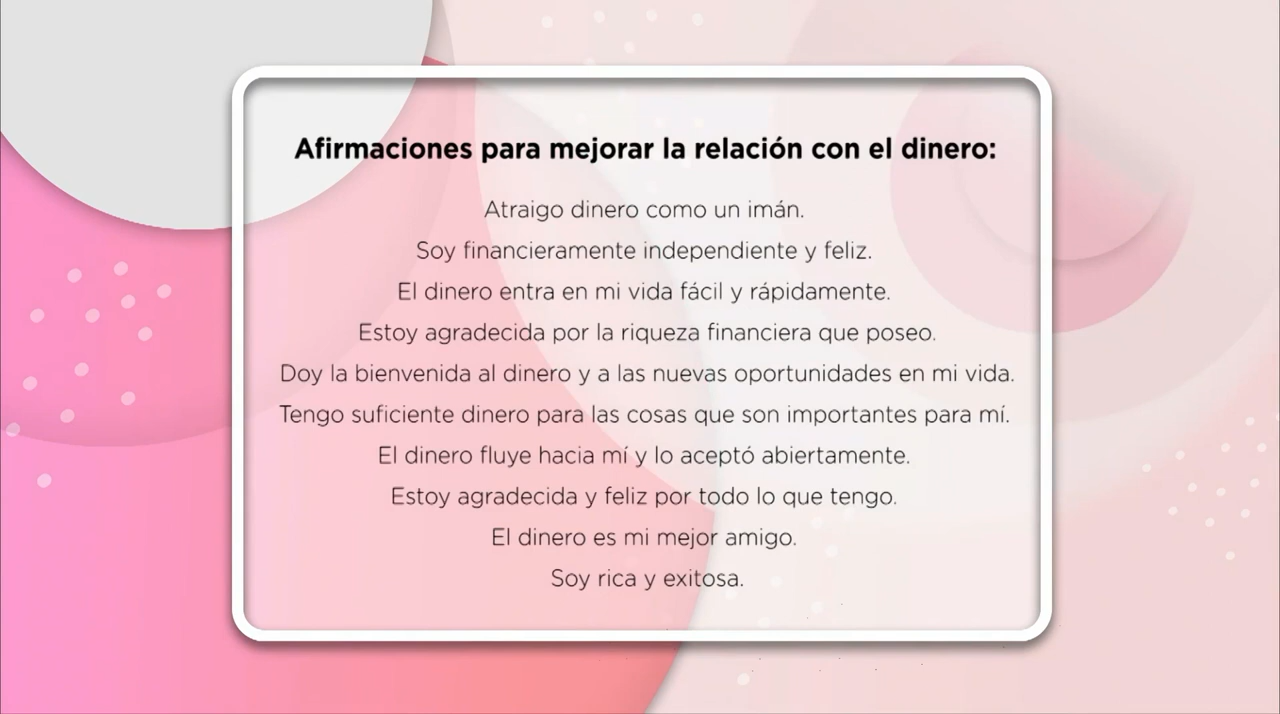 Afirmaciones para mejorar la relación con el dinero:
Atraigo dinero como un imán.
Soy financieramente independiente y feliz.
El dinero entra en mi vida fácil y rápidamente.
Estoy agradecida por la riqueza financiera que poseo.
Doy la bienvenida al dinero y a las nuevas oportunidades en mi vida.
Tengo suficiente dinero para las cosas que son importantes para mí.
El dinero fluye hacia mí y lo aceptó abiertamente.
Estoy agradecida y feliz por todo lo que tengo.
El dinero es mi mejor amigo.
Soy rica y exitosa.